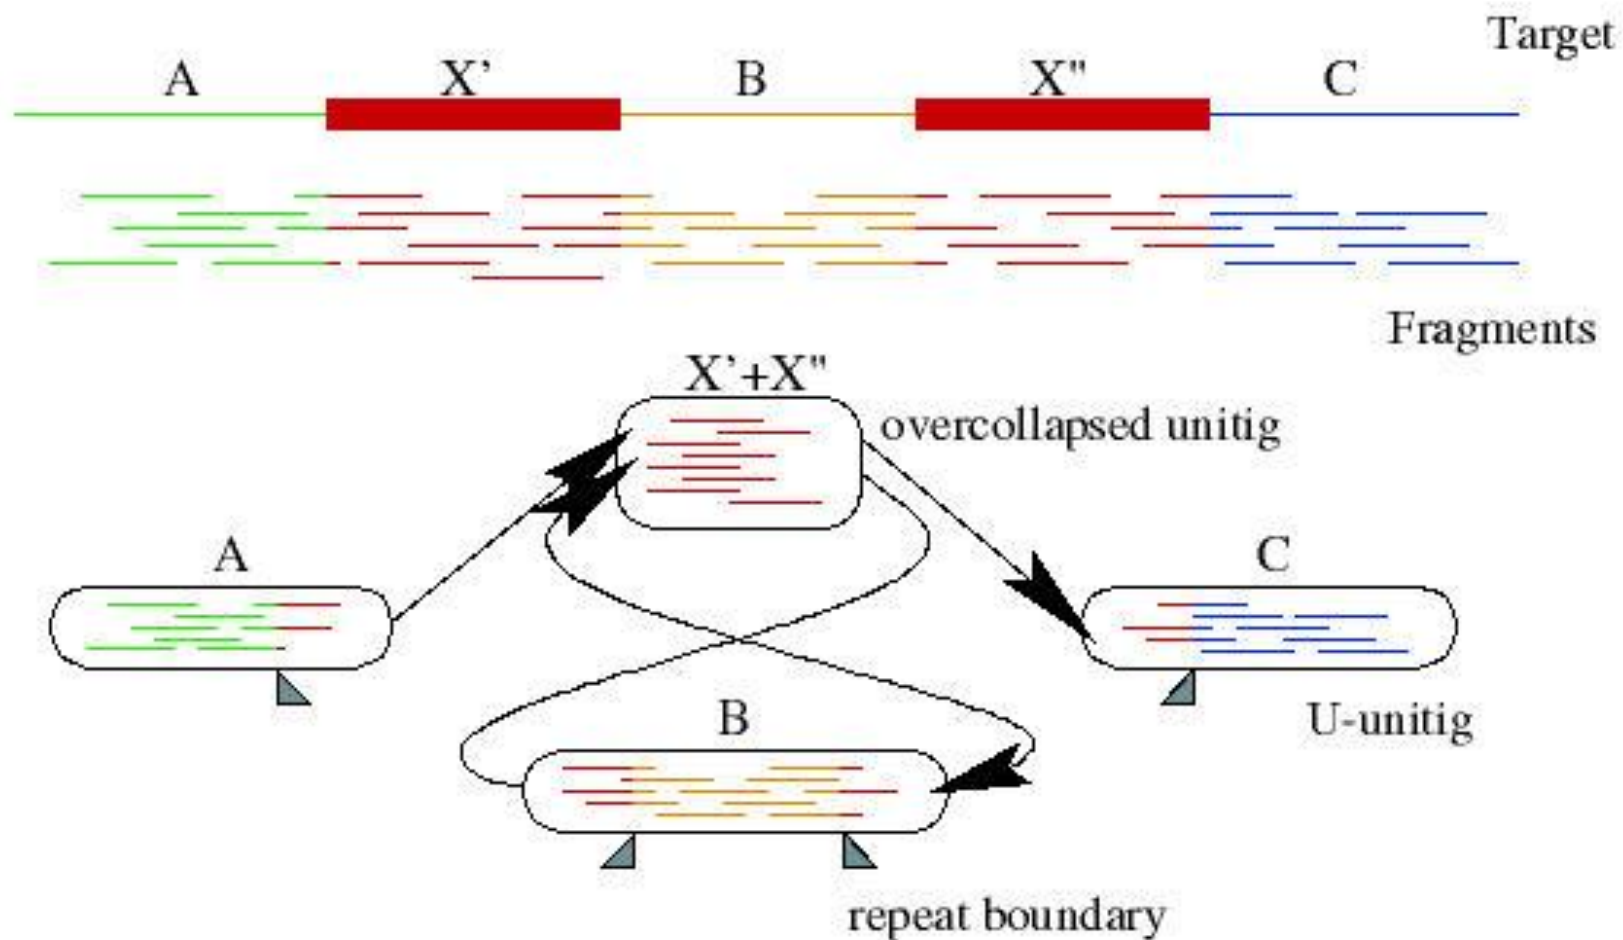 Target
A X' B X" C
Fragments
X'+X"
overcollapsed unitig
A
C
B
U-unitig
repeat boundary